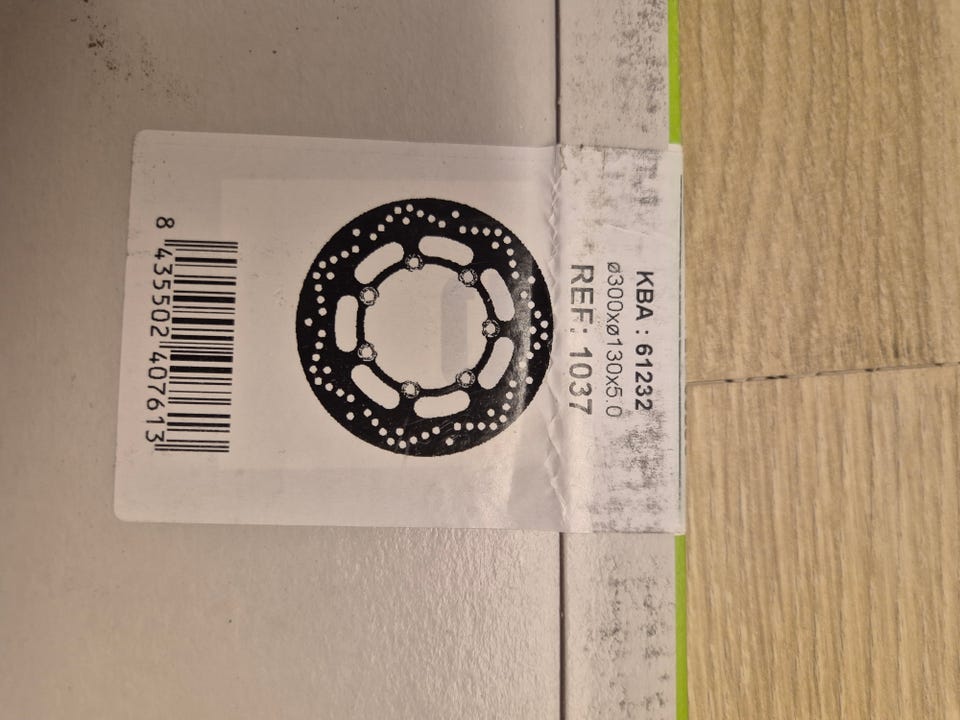 KBA : 61232
ø300xø130x5.0
REF: 1037
8 435502 407613